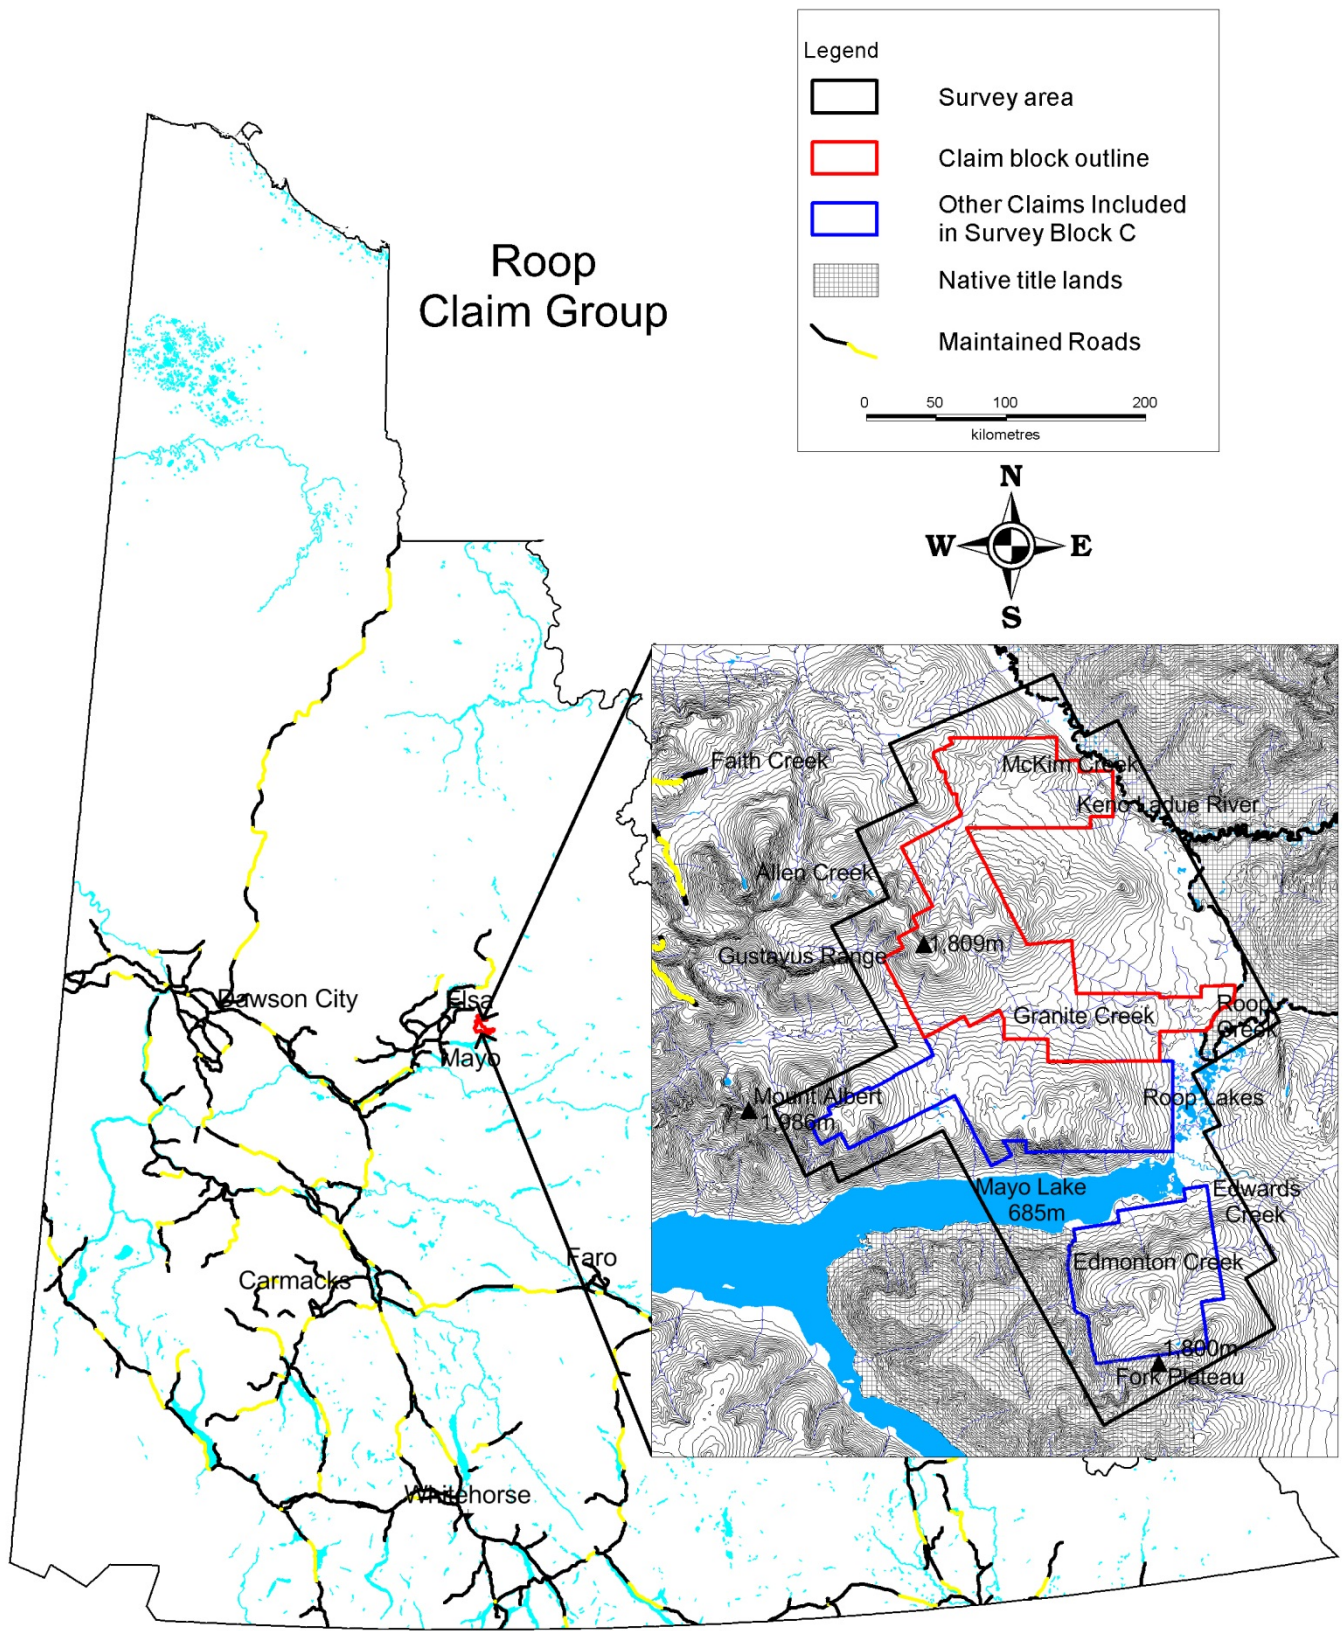 Legend
Survey area
Claim block outline
Other Claims Included
in Survey Block C
Native title lands
Maintained Roads
0 50 100 200
kilometres
Roop
Claim Group
N
W E
S
Faith Creek
McKim Creek
Keno Ladue River
Allen Creek
1,809m
Gustavus Range
Granite Creek
Roop
Creek
Roop Lakes
Mount Albert
1,986m
Mayo Lake
685m
Edwards
Creek
Edmonton Creek
1,800m
Fork Plateau
Dawson City
Elsa
Mayo
Faro
Carmacks
Whitehorse